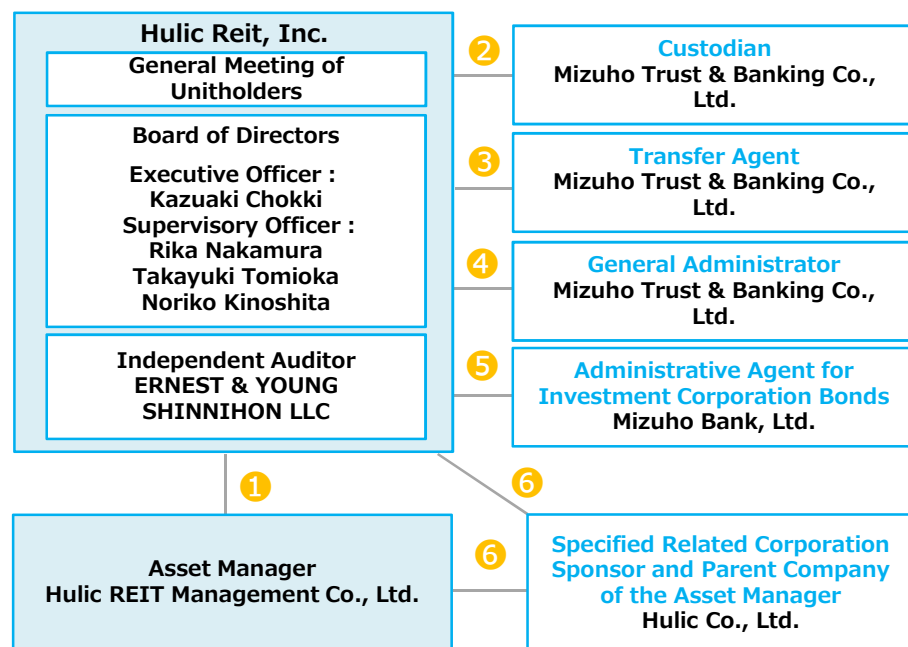 Hulic Reit, Inc.
General Meeting of
Unitholders
Board of Directors
Executive Officer :
Kazuaki Chokki
Supervisory Officer :
Rika Nakamura
Takayuki Tomioka
Noriko Kinoshita
Independent Auditor
ERNEST & YOUNG
SHINNIHON LLC
2
Custodian
Mizuho Trust & Banking Co.,
Ltd.
3
Transfer Agent
Mizuho Trust & Banking Co.,
Ltd.
4
General Administrator
Mizuho Trust & Banking Co.,
Ltd.
5
Administrative Agent for
Investment Corporation Bonds
Mizuho Bank, Ltd.
1
6
Asset Manager
Hulic REIT Management Co., Ltd.
6
Specified Related Corporation
Sponsor and Parent Company
of the Asset Manager
Hulic Co., Ltd.